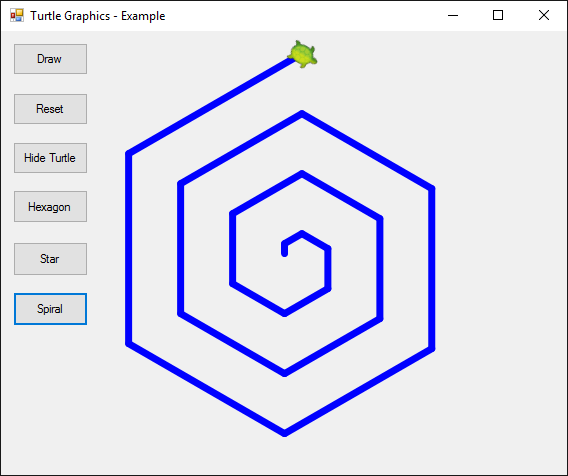 Turtle Graphics - Example
Draw
Reset
Hide Turtle
Hexagon
Star
Spiral